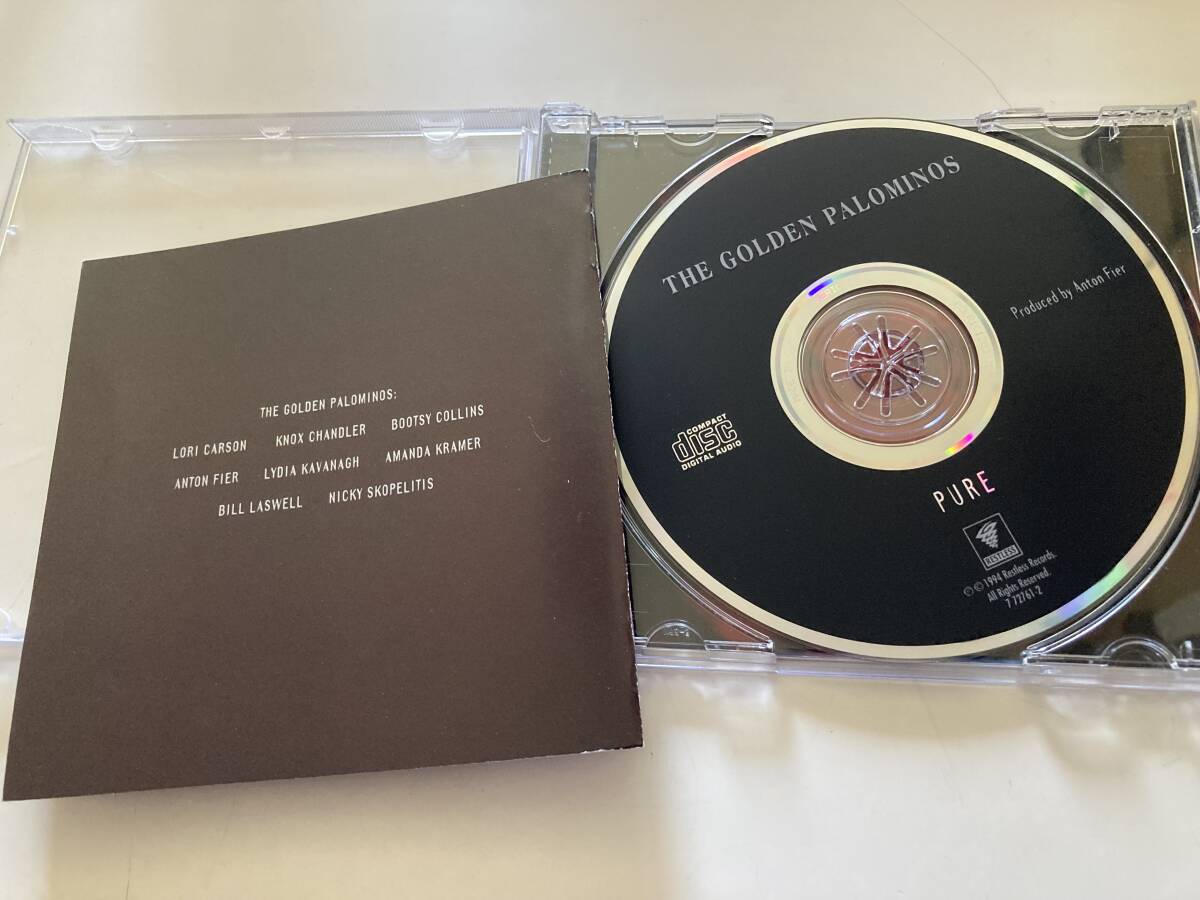 THE GOLDEN PALOMINOS:
LORI CARSON KNOX CHANDLER BOOTSY COLLINS
ANTON FIER LYDIA KAVANAGH AMANDA KRAMER
BILL LASWELL NICKY SKOPELITIS
THE GOLDEN PALOMINOS
Produced by Anton Fier
COMPACT
disc
DIGITAL AUDIO
PURE
RESTLESS
℗ © 1994 Restless Records.
All Rights Reserved.
7 72761-2